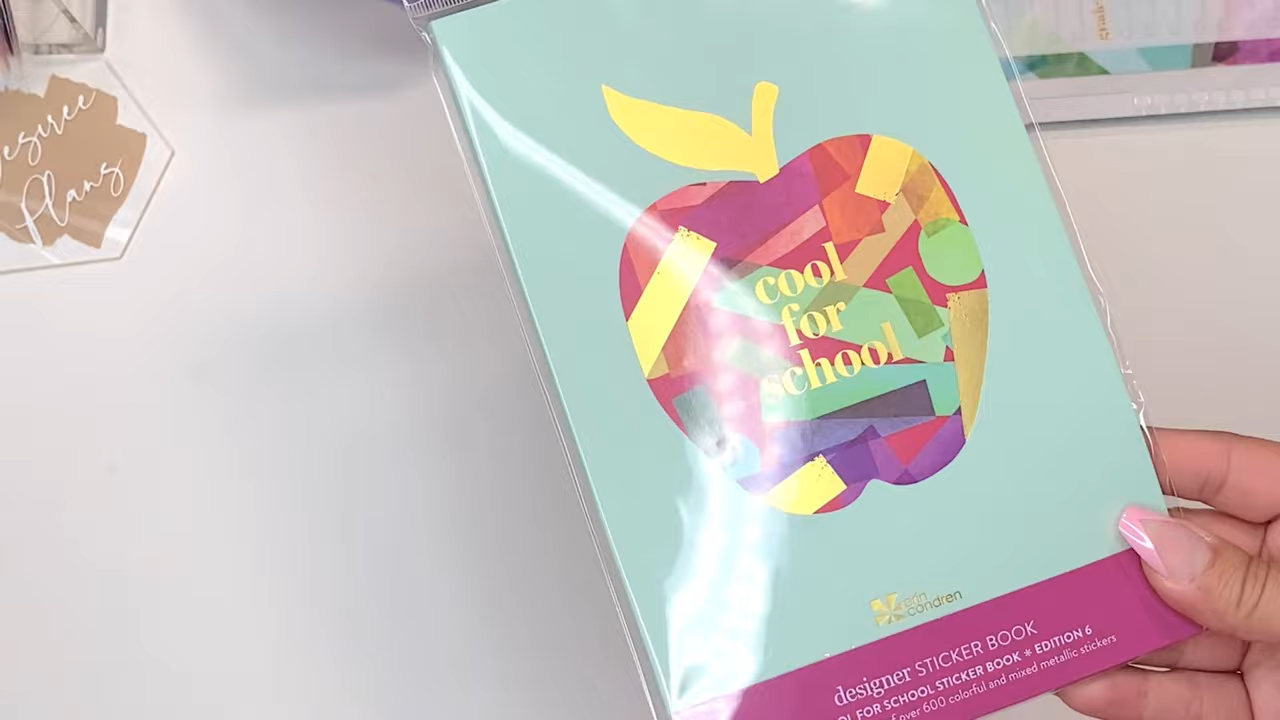 Plans
cool
for
school
erin
condren
designer STICKER BOOK
FOR SCHOOL STICKER BOOK * EDITION 6
of over 600 colorful and mixed metallic stickers